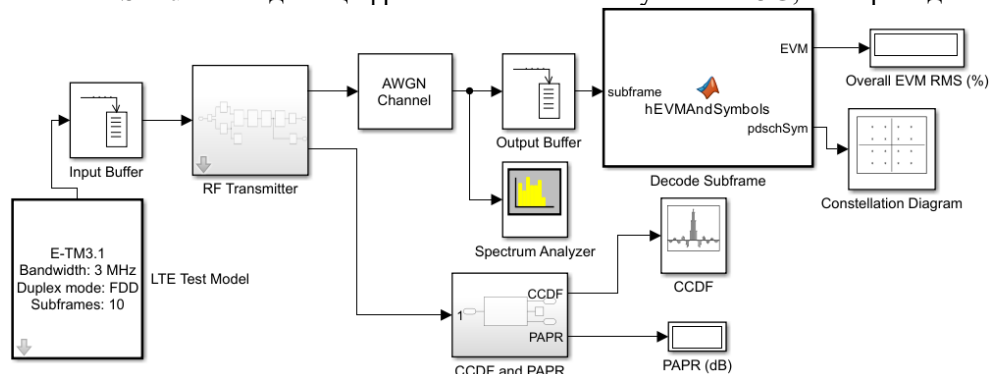 EVM
Overall EVM RMS (%)
AWGN
Channel
subframe
hEVMAndSymbols
pdschSym
Input Buffer
RF Transmitter
Output Buffer
Decode Subframe
Constellation Diagram
Spectrum Analyzer
E-TM3.1
Bandwidth: 3 MHz
Duplex mode: FDD
Subframes: 10
LTE Test Model
CCDF
CCDF
1
PAPR
PAPR (dB)
CCDF and PAPR